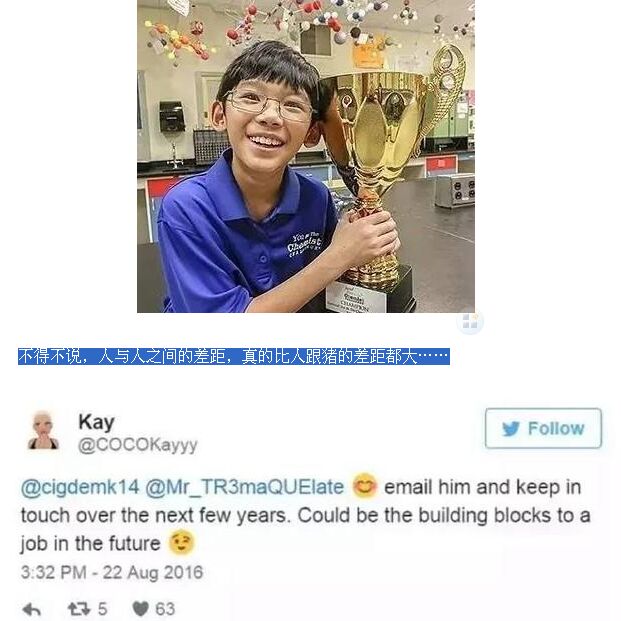 Chemist
CHAMPION
不得不说，人与人之间的差距，真的比人跟猪的差距都大……
Kay
@COCOKayyy
Follow
@cigdemk14 @Mr_TR3maQUElate 😊 email him and keep in
touch over the next few years. Could be the building blocks to a
job in the future 😉
3:32 PM - 22 Aug 2016
5
63